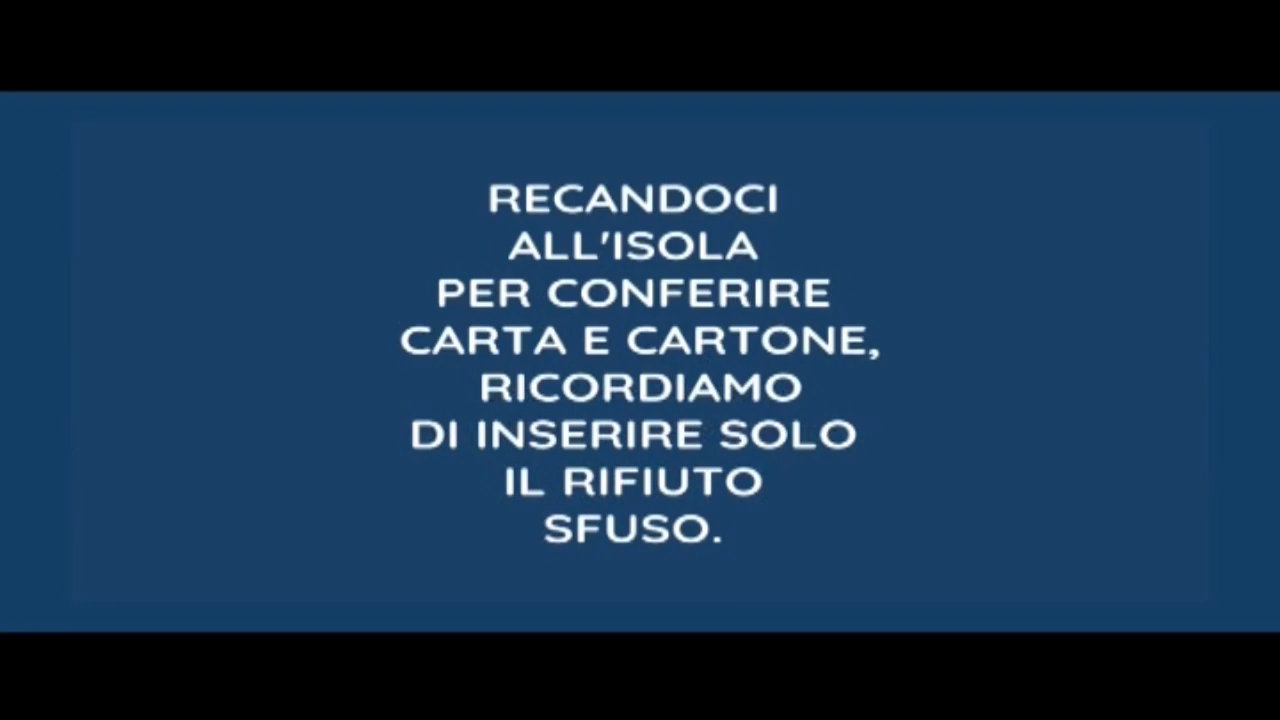 RECANDOCI
ALL'ISOLA
PER CONFERIRE
CARTA E CARTONE,
RICORDIAMO
DI INSERIRE SOLO
IL RIFIUTO
SFUSO.